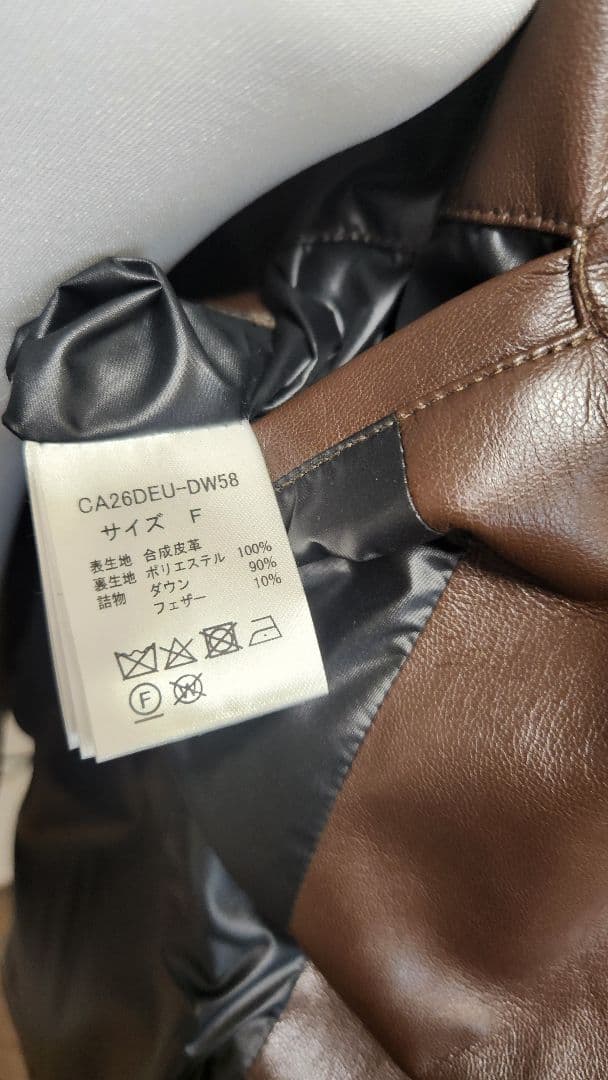 CA26DEU-DW58
サイズ F
表生地 合成皮革
裏生地 ポリエステル 100%
詰物 ダウン 90%
フェザー 10%
F
W